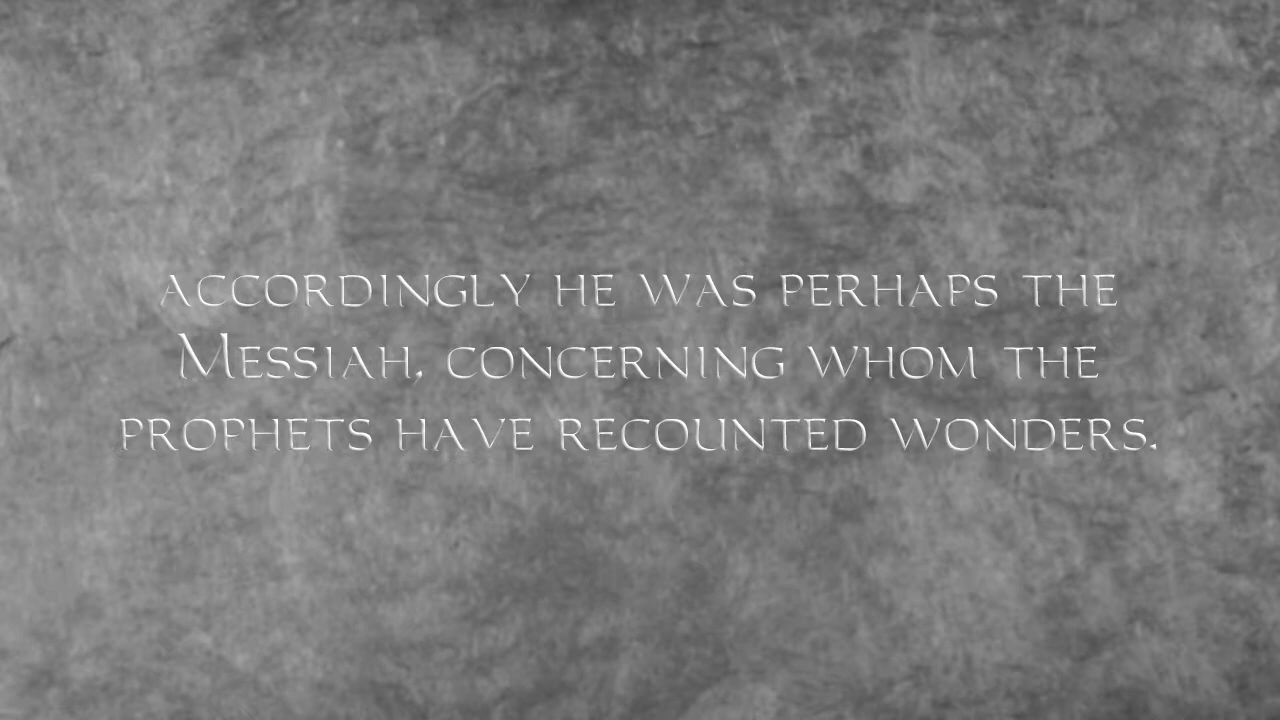 accordingly he was perhaps the
Messiah, concerning whom the
prophets have recounted wonders.